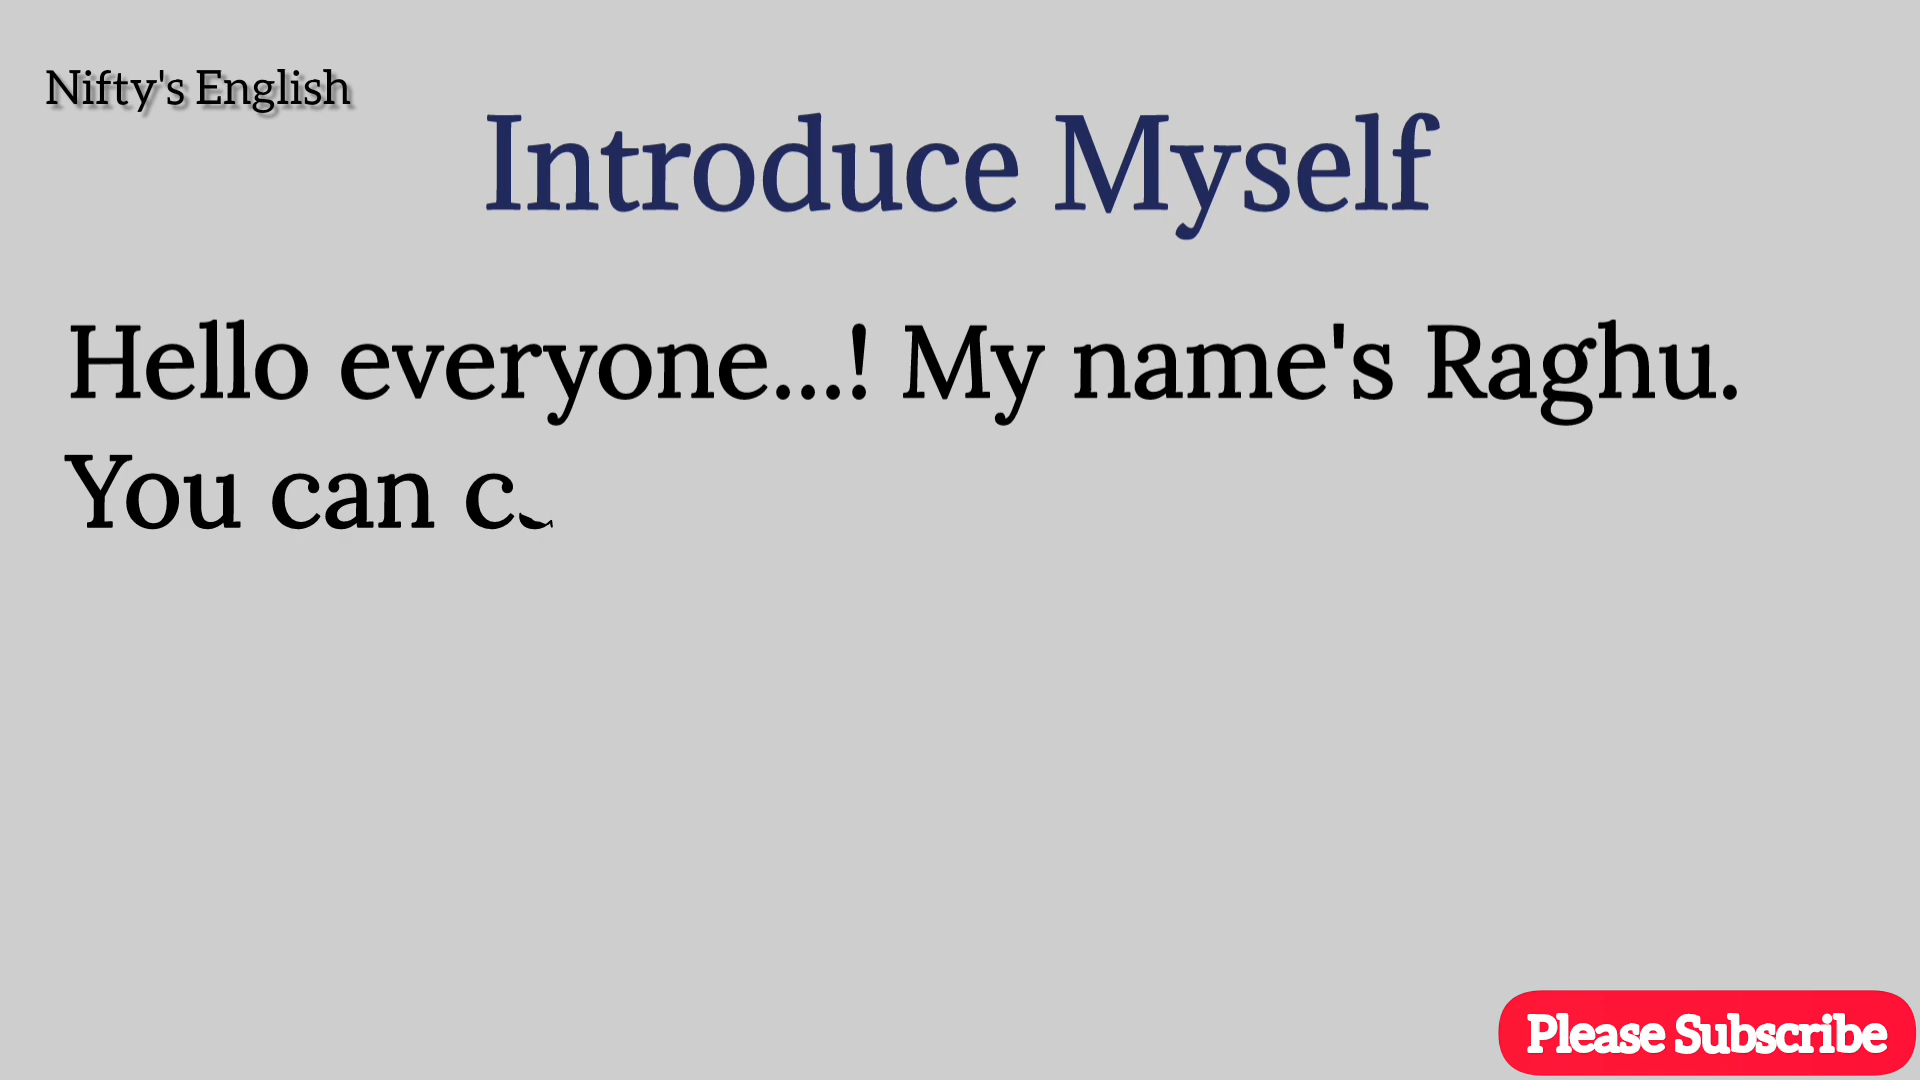 Nifty's English
Introduce Myself
Hello everyone...! My name's Raghu.
You can
Please Subscribe